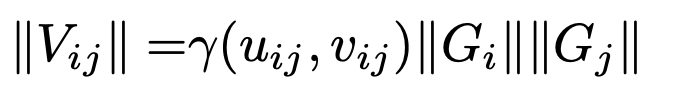 ‖V_{ij}‖ =γ(u_{ij}, v_{ij})‖G_i‖‖G_j‖